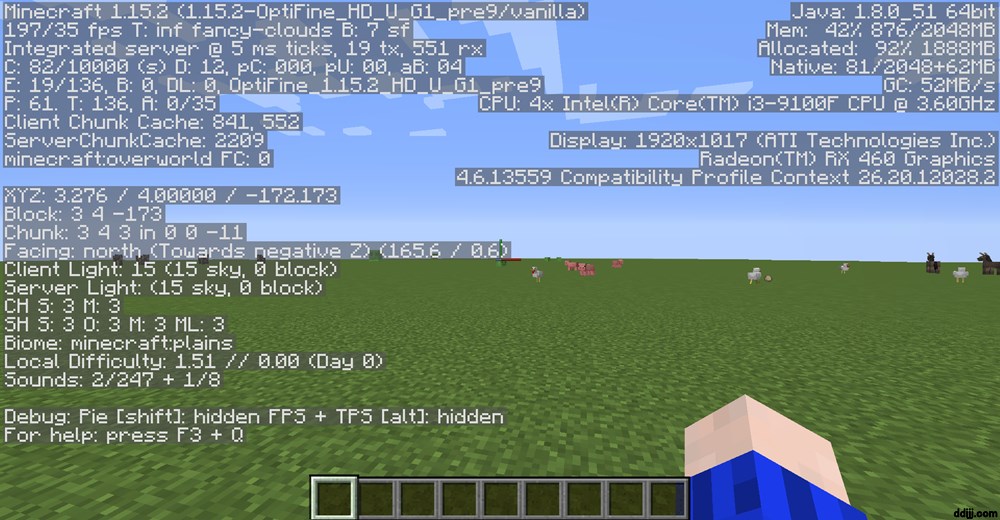 Minecraft 1.15.2 (1.15.2-OptiFine_HD_U_G1_pre9/vanilla)
197/35 fps T: inf fancy-clouds B: 7 sf
Integrated server @ 5 ms ticks, 19 tx, 551 rx
C: 82/10000 (s) D: 12, pC: 000, pU: 00, aB: 04
E: 19/136, B: 0, DL: 0, OptiFine_1.15.2_HD_U_G1_pre9
P: 61. T: 136, A: 0/35
Client Chunk Cache: 841, 552
ServerChunkCache: 2209
minecraft:overworld FC: 0
XYZ: 3.276 / 4.00000 / -172.173
Block: 3 4 -173
Chunk: 3 4 3 in 0 0 -11
Facing: north (Towards negative Z) (165.6 / 0.6)
Client Light: 15 (15 sky, 0 block)
Server Light: (15 sky, 0 block)
CH S: 3 M: 3
SH S: 3 O: 3 M: 3 ML: 3
Biome: minecraft:plains
Local Difficulty: 1.51 // 0.00 (Day 0)
Sounds: 2/247 + 1/8
Debug: Pie [shift]: hidden FPS + TPS [alt]: hidden
For help: press F3 + Q
Java: 1.8.0_51 64bit
Mem: 42% 876/2048MB
Allocated: 92% 1888MB
Native: 81/2048+62MB
GC: 52MB/s
CPU: 4x Intel(R) Core(TM) i3-9100F CPU @ 3.60GHz
Display: 1920x1017 (ATI Technologies Inc.)
Radeon(TM) RX 460 Graphics
4.6.13559 Compatibility Profile Context 26.20.12028.2
ddjjj.com